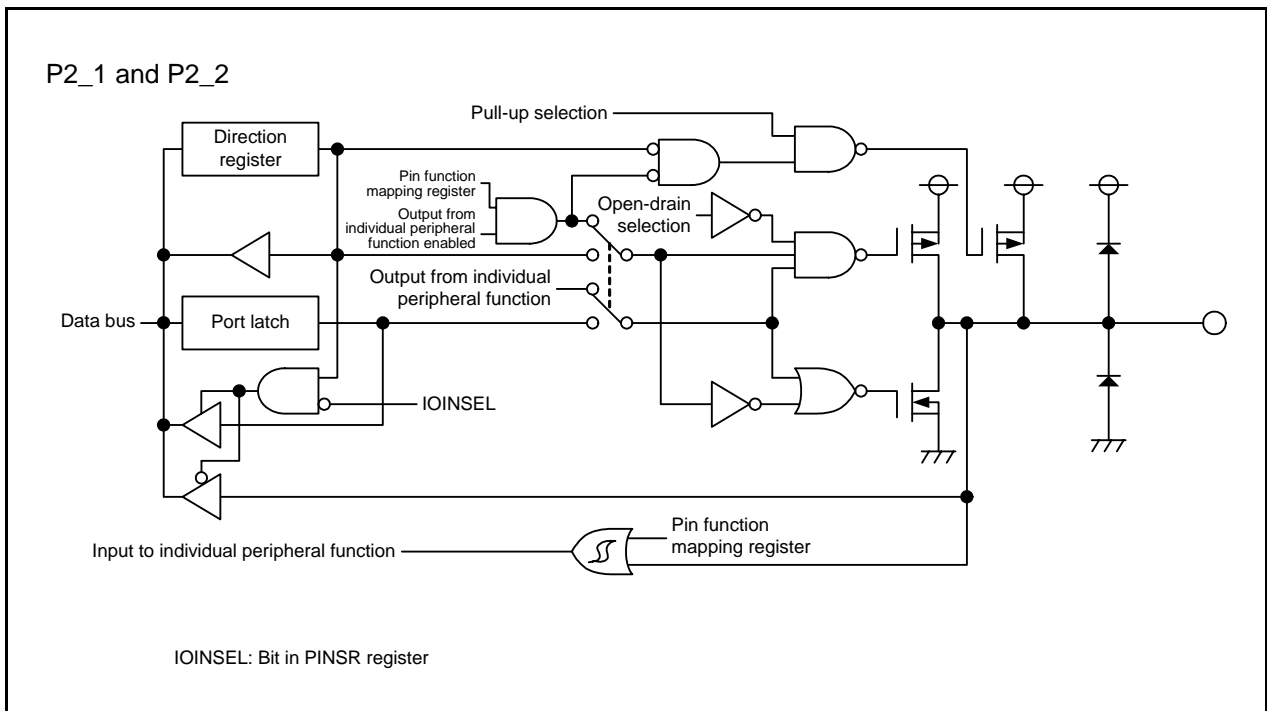 P2_1 and P2_2
Pull-up selection
Direction
register
Pin function
mapping register
Output from
individual peripheral
function enabled
Open-drain
selection
Output from individual
peripheral function
Data bus
Port latch
IOINSEL
Pin function
mapping register
Input to individual peripheral function
IOINSEL: Bit in PINSR register